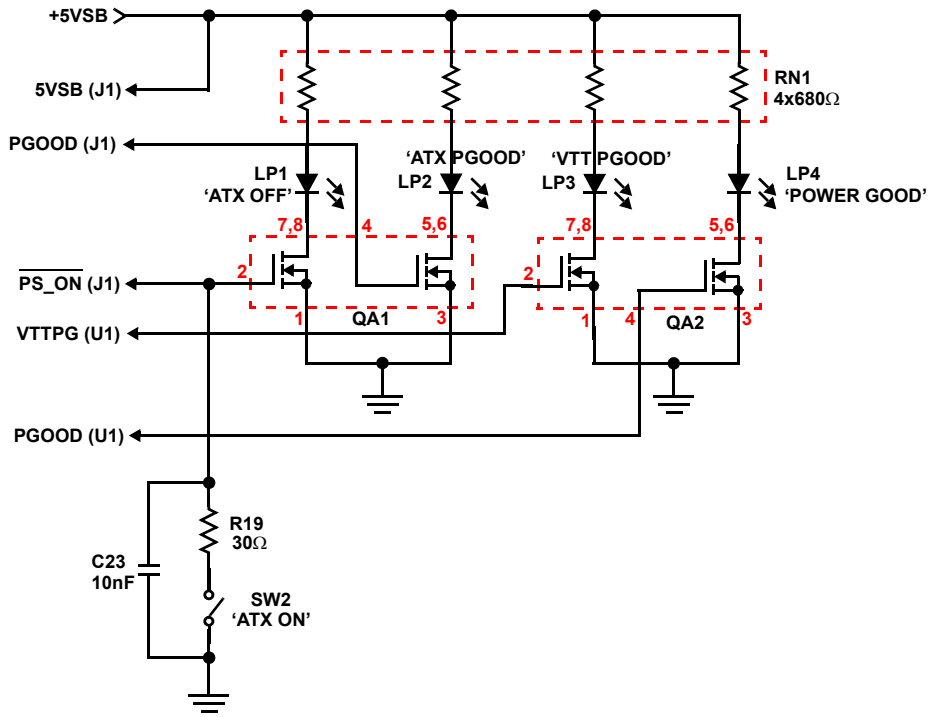 +5VSB
5VSB (J1)
RN1
4x680Ω
PGOOD (J1)
'ATX PGOOD'
'VTT PGOOD'
LP1
'ATX OFF'
LP2
LP3
LP4
'POWER GOOD'
7,8
4
5,6
7,8
5,6
PS_ON (J1)
2
2
1
QA1
3
1
4
QA2
3
VTTPG (U1)
PGOOD (U1)
R19
30Ω
C23
10nF
SW2
'ATX ON'